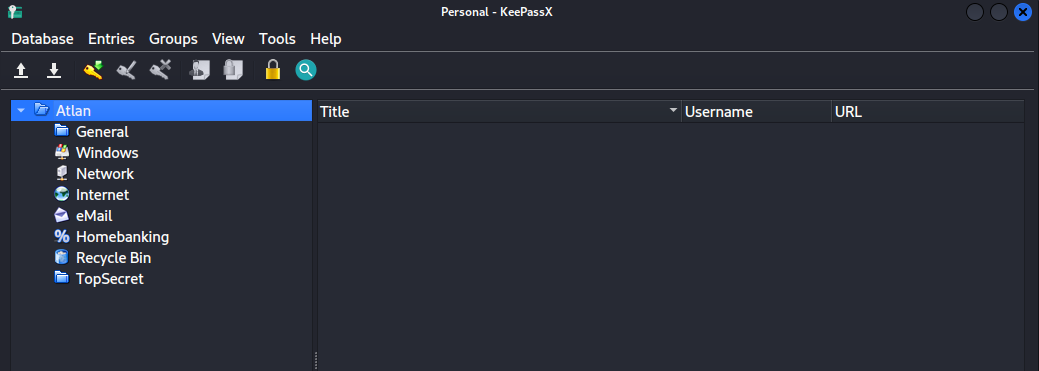 Personal - KeePassX
Database Entries Groups View Tools Help
Title Username URL
Atlan
General
Windows
Network
Internet
eMail
Homebanking
Recycle Bin
TopSecret